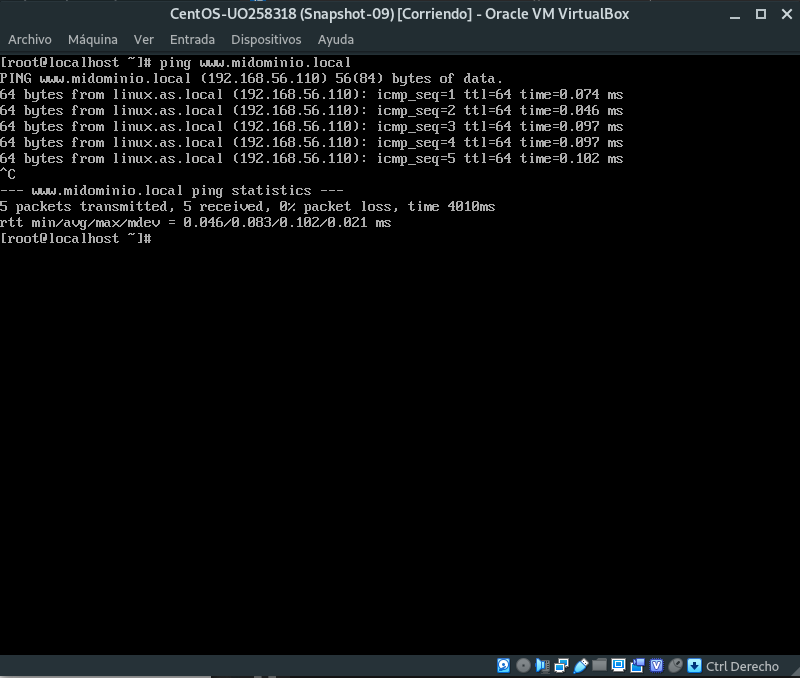 CentOS-UO258318 (Snapshot-09) [Corriendo] - Oracle VM VirtualBox
Archivo Máquina Ver Entrada Dispositivos Ayuda
[root@localhost ~]# ping www.midominio.local
PING www.midominio.local (192.168.56.110) 56(84) bytes of data.
64 bytes from linux.as.local (192.168.56.110): icmp_seq=1 ttl=64 time=0.074 ms
64 bytes from linux.as.local (192.168.56.110): icmp_seq=2 ttl=64 time=0.046 ms
64 bytes from linux.as.local (192.168.56.110): icmp_seq=3 ttl=64 time=0.097 ms
64 bytes from linux.as.local (192.168.56.110): icmp_seq=4 ttl=64 time=0.097 ms
64 bytes from linux.as.local (192.168.56.110): icmp_seq=5 ttl=64 time=0.102 ms
^C
--- www.midominio.local ping statistics ---
5 packets transmitted, 5 received, 0% packet loss, time 4010ms
rtt min/avg/max/mdev = 0.046/0.083/0.102/0.021 ms
[root@localhost ~]#
Ctrl Derecho